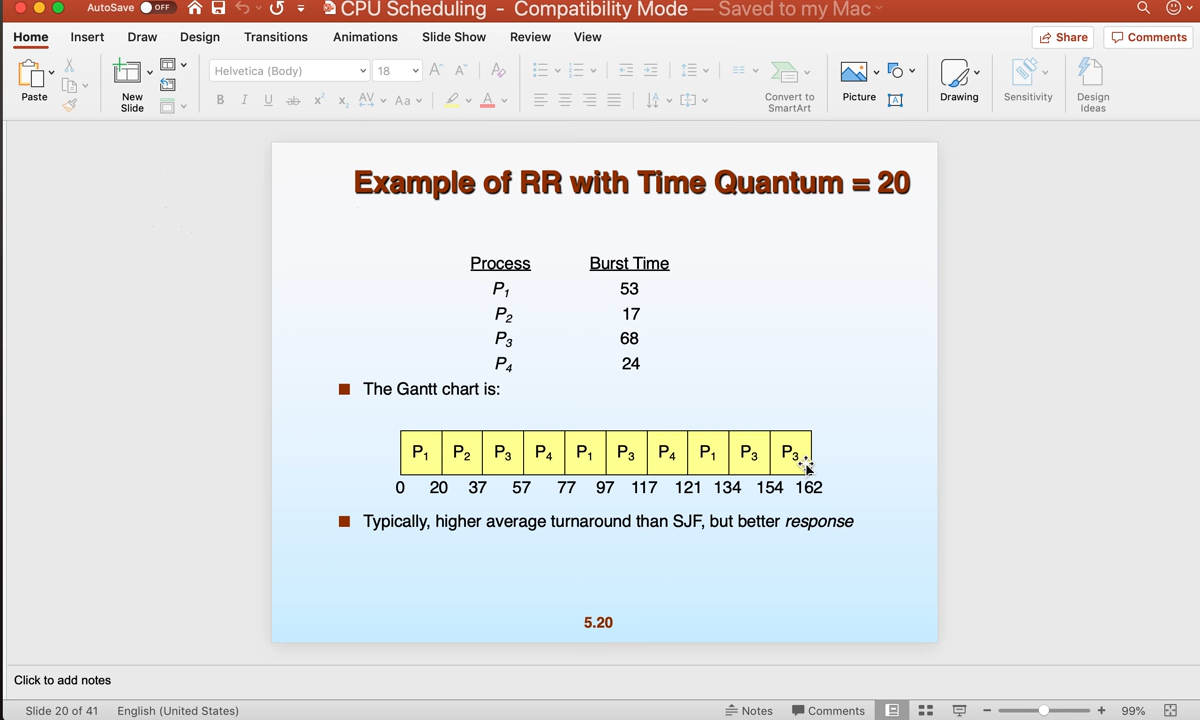 AutoSave OFF CPU Scheduling - Compatibility Mode — Saved to my Mac
Home Insert Draw Design Transitions Animations Slide Show Review View Share Comments
Paste New Slide Helvetica (Body) 18 A A A
B I U ab x² x₂ AV Aa A Convert to SmartArt Picture A Drawing Sensitivity Design Ideas
Example of RR with Time Quantum = 20
Process Burst Time
P₁ 53
P₂ 17
P₃ 68
P₄ 24
The Gantt chart is:
P₁ P₂ P₃ P₄ P₁ P₃ P₄ P₁ P₃ P₃
0 20 37 57 77 97 117 121 134 154 162
Typically, higher average turnaround than SJF, but better response
5.20
Click to add notes
Slide 20 of 41 English (United States) Notes Comments 99%